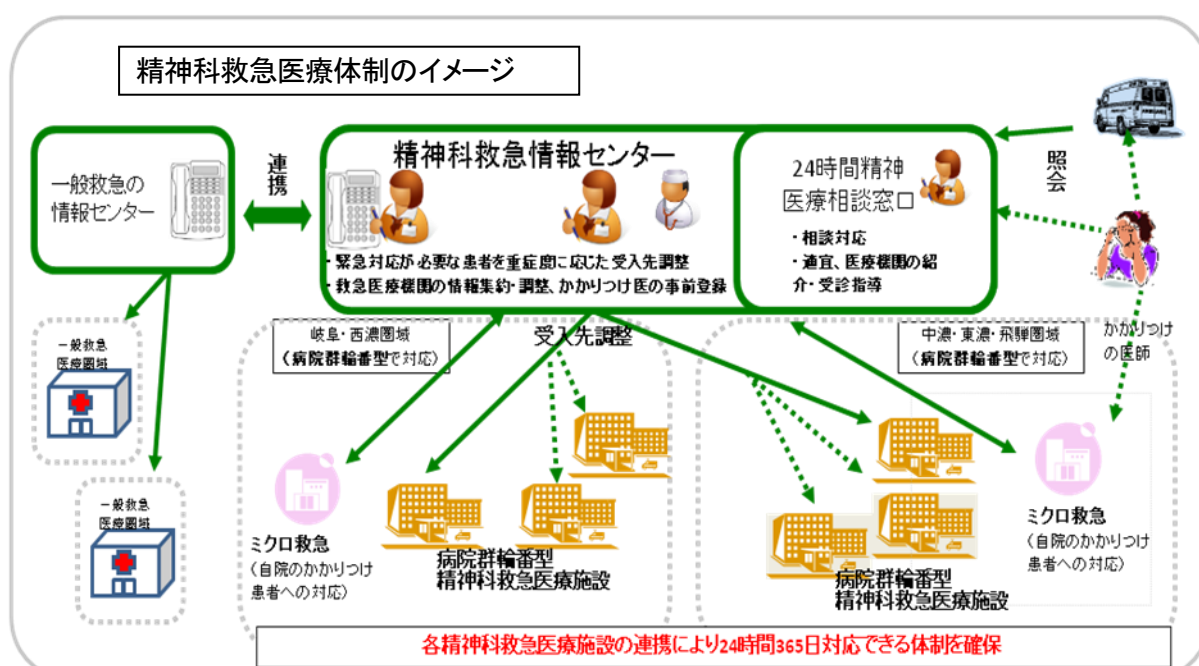 精神科救急医療体制のイメージ
一般救急の
情報センター
連携
精神科救急情報センター
・緊急対応が必要な患者を重症度に応じた受入先調整
・救急医療機関の情報集約・調整、かかりつけ医の事前登録
24時間精神
医療相談窓口
・相談対応
・適宜、医療機関の紹
介・受診指導
照会
岐阜・西濃圏域
（病院群輪番型で対応）
受入先調整
中濃・東濃・飛騨圏域
（病院群輪番型で対応）
かかりつけ
の医師
一般救急
医療圏域
一般救急
医療圏域
ミクロ救急
（自院のかかりつけ
患者への対応）
病院群輪番型
精神科救急医療施設
病院群輪番型
精神科救急医療施設
ミクロ救急
（自院のかかりつけ
患者への対応）
各精神科救急医療施設の連携により24時間365日対応できる体制を確保